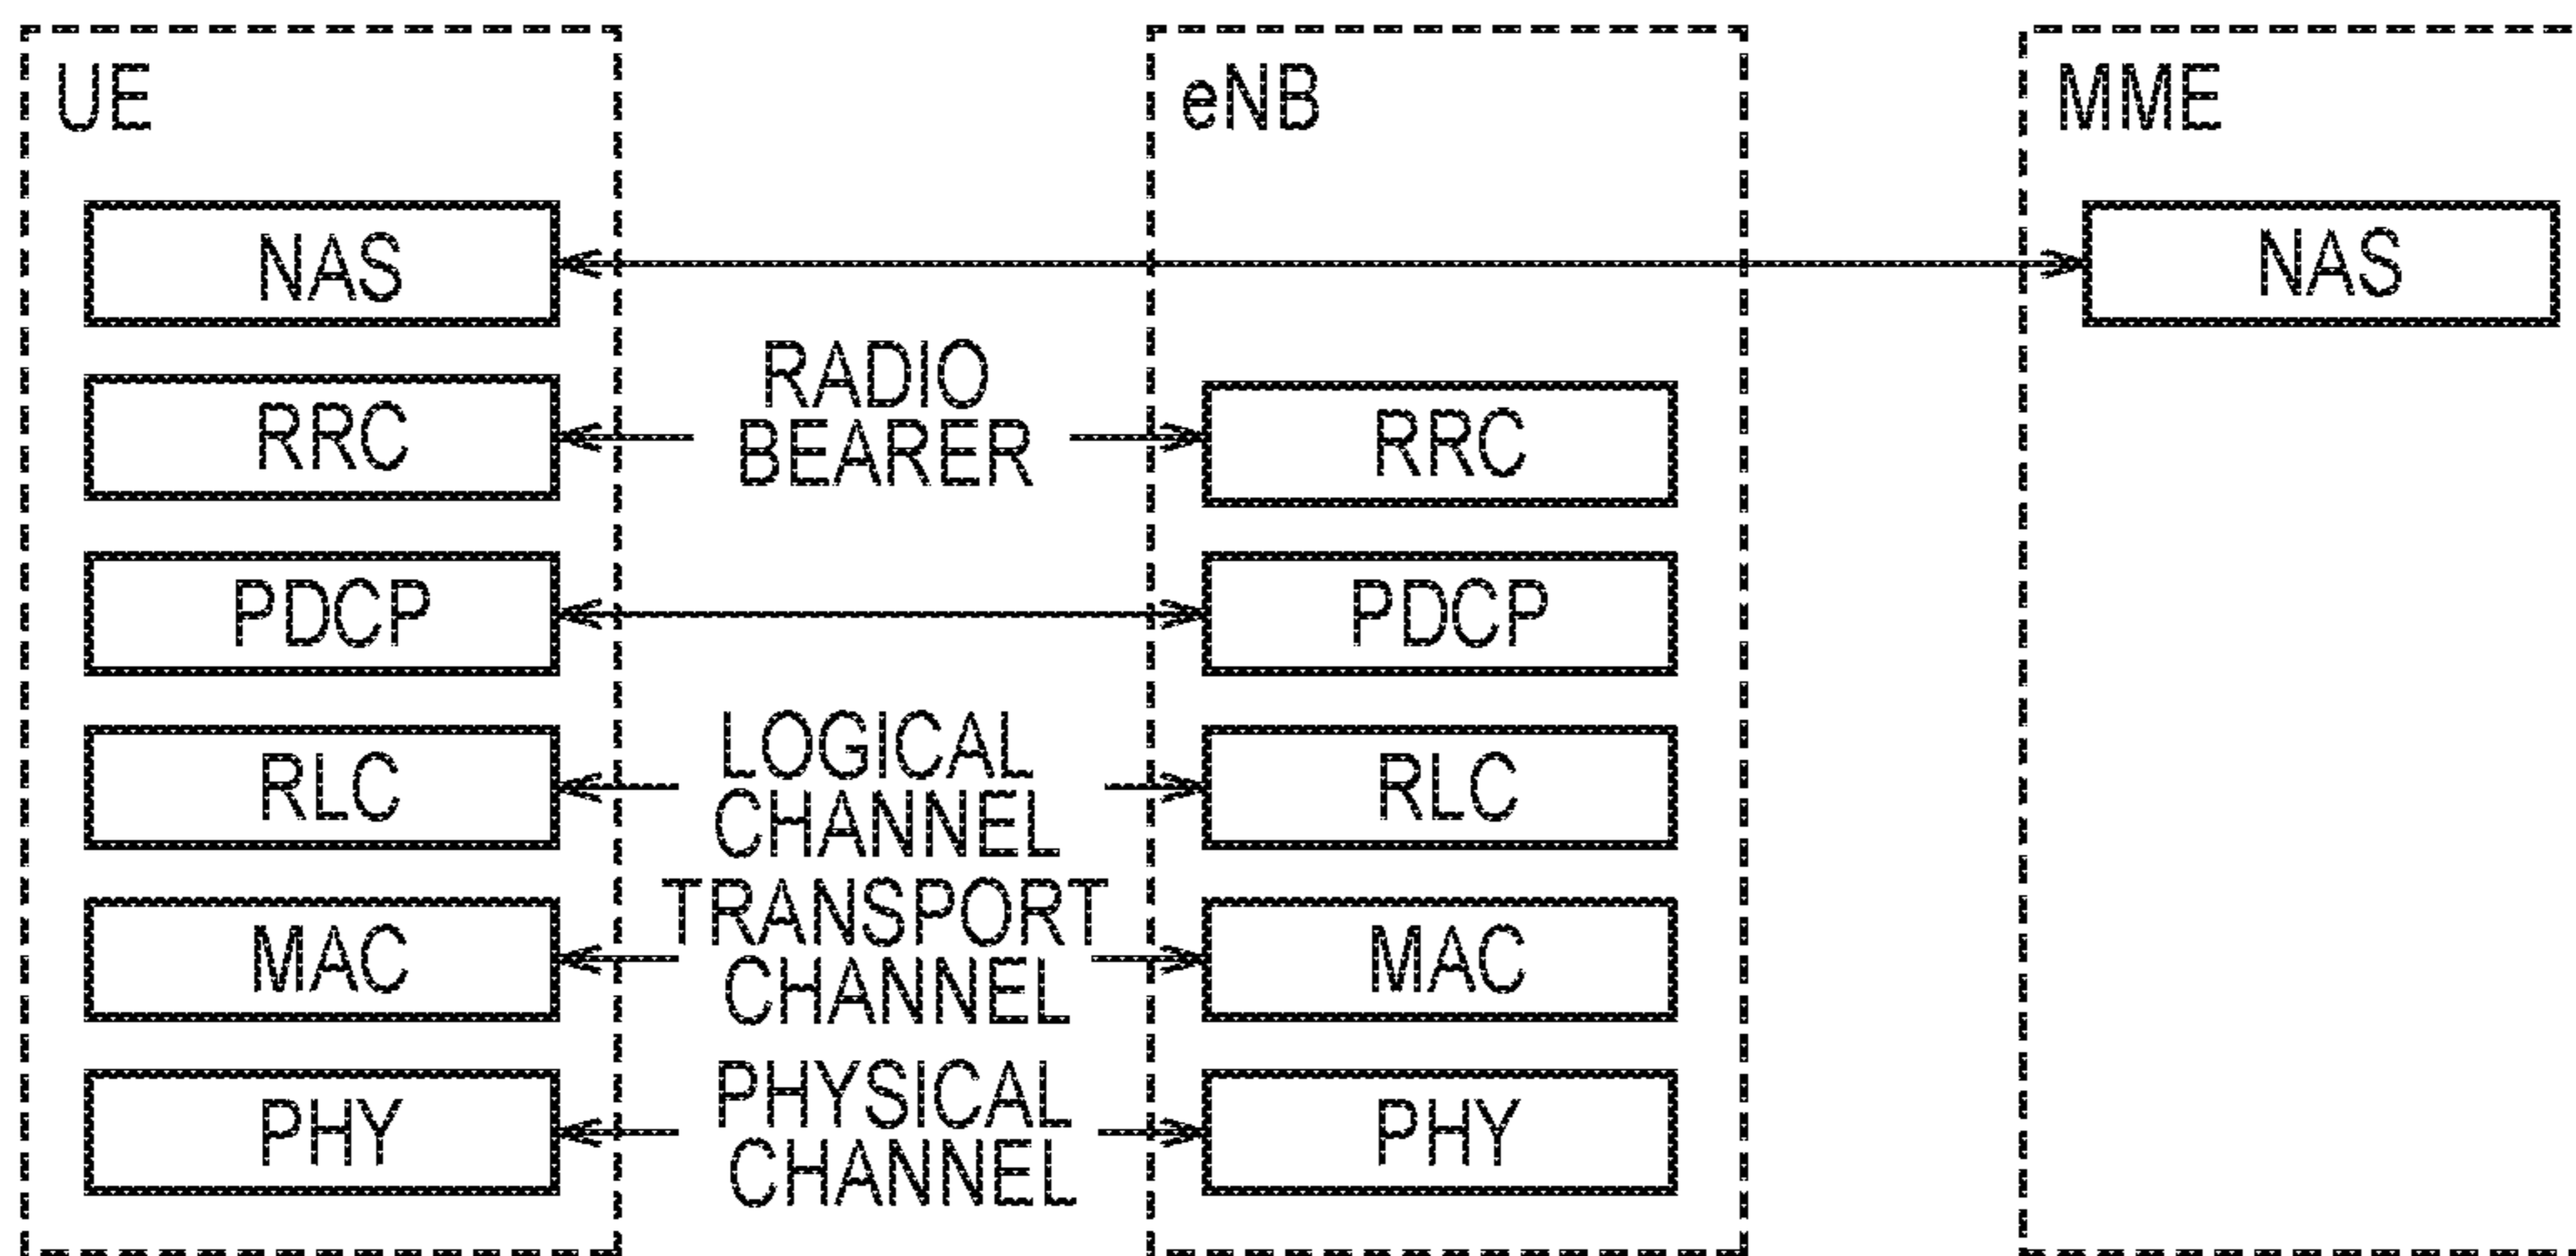 UE
eNB
MME
NAS
NAS
RADIO
BEARER
RRC
RRC
PDCP
PDCP
LOGICAL
CHANNEL
RLC
RLC
TRANSPORT
CHANNEL
MAC
MAC
PHYSICAL
CHANNEL
PHY
PHY